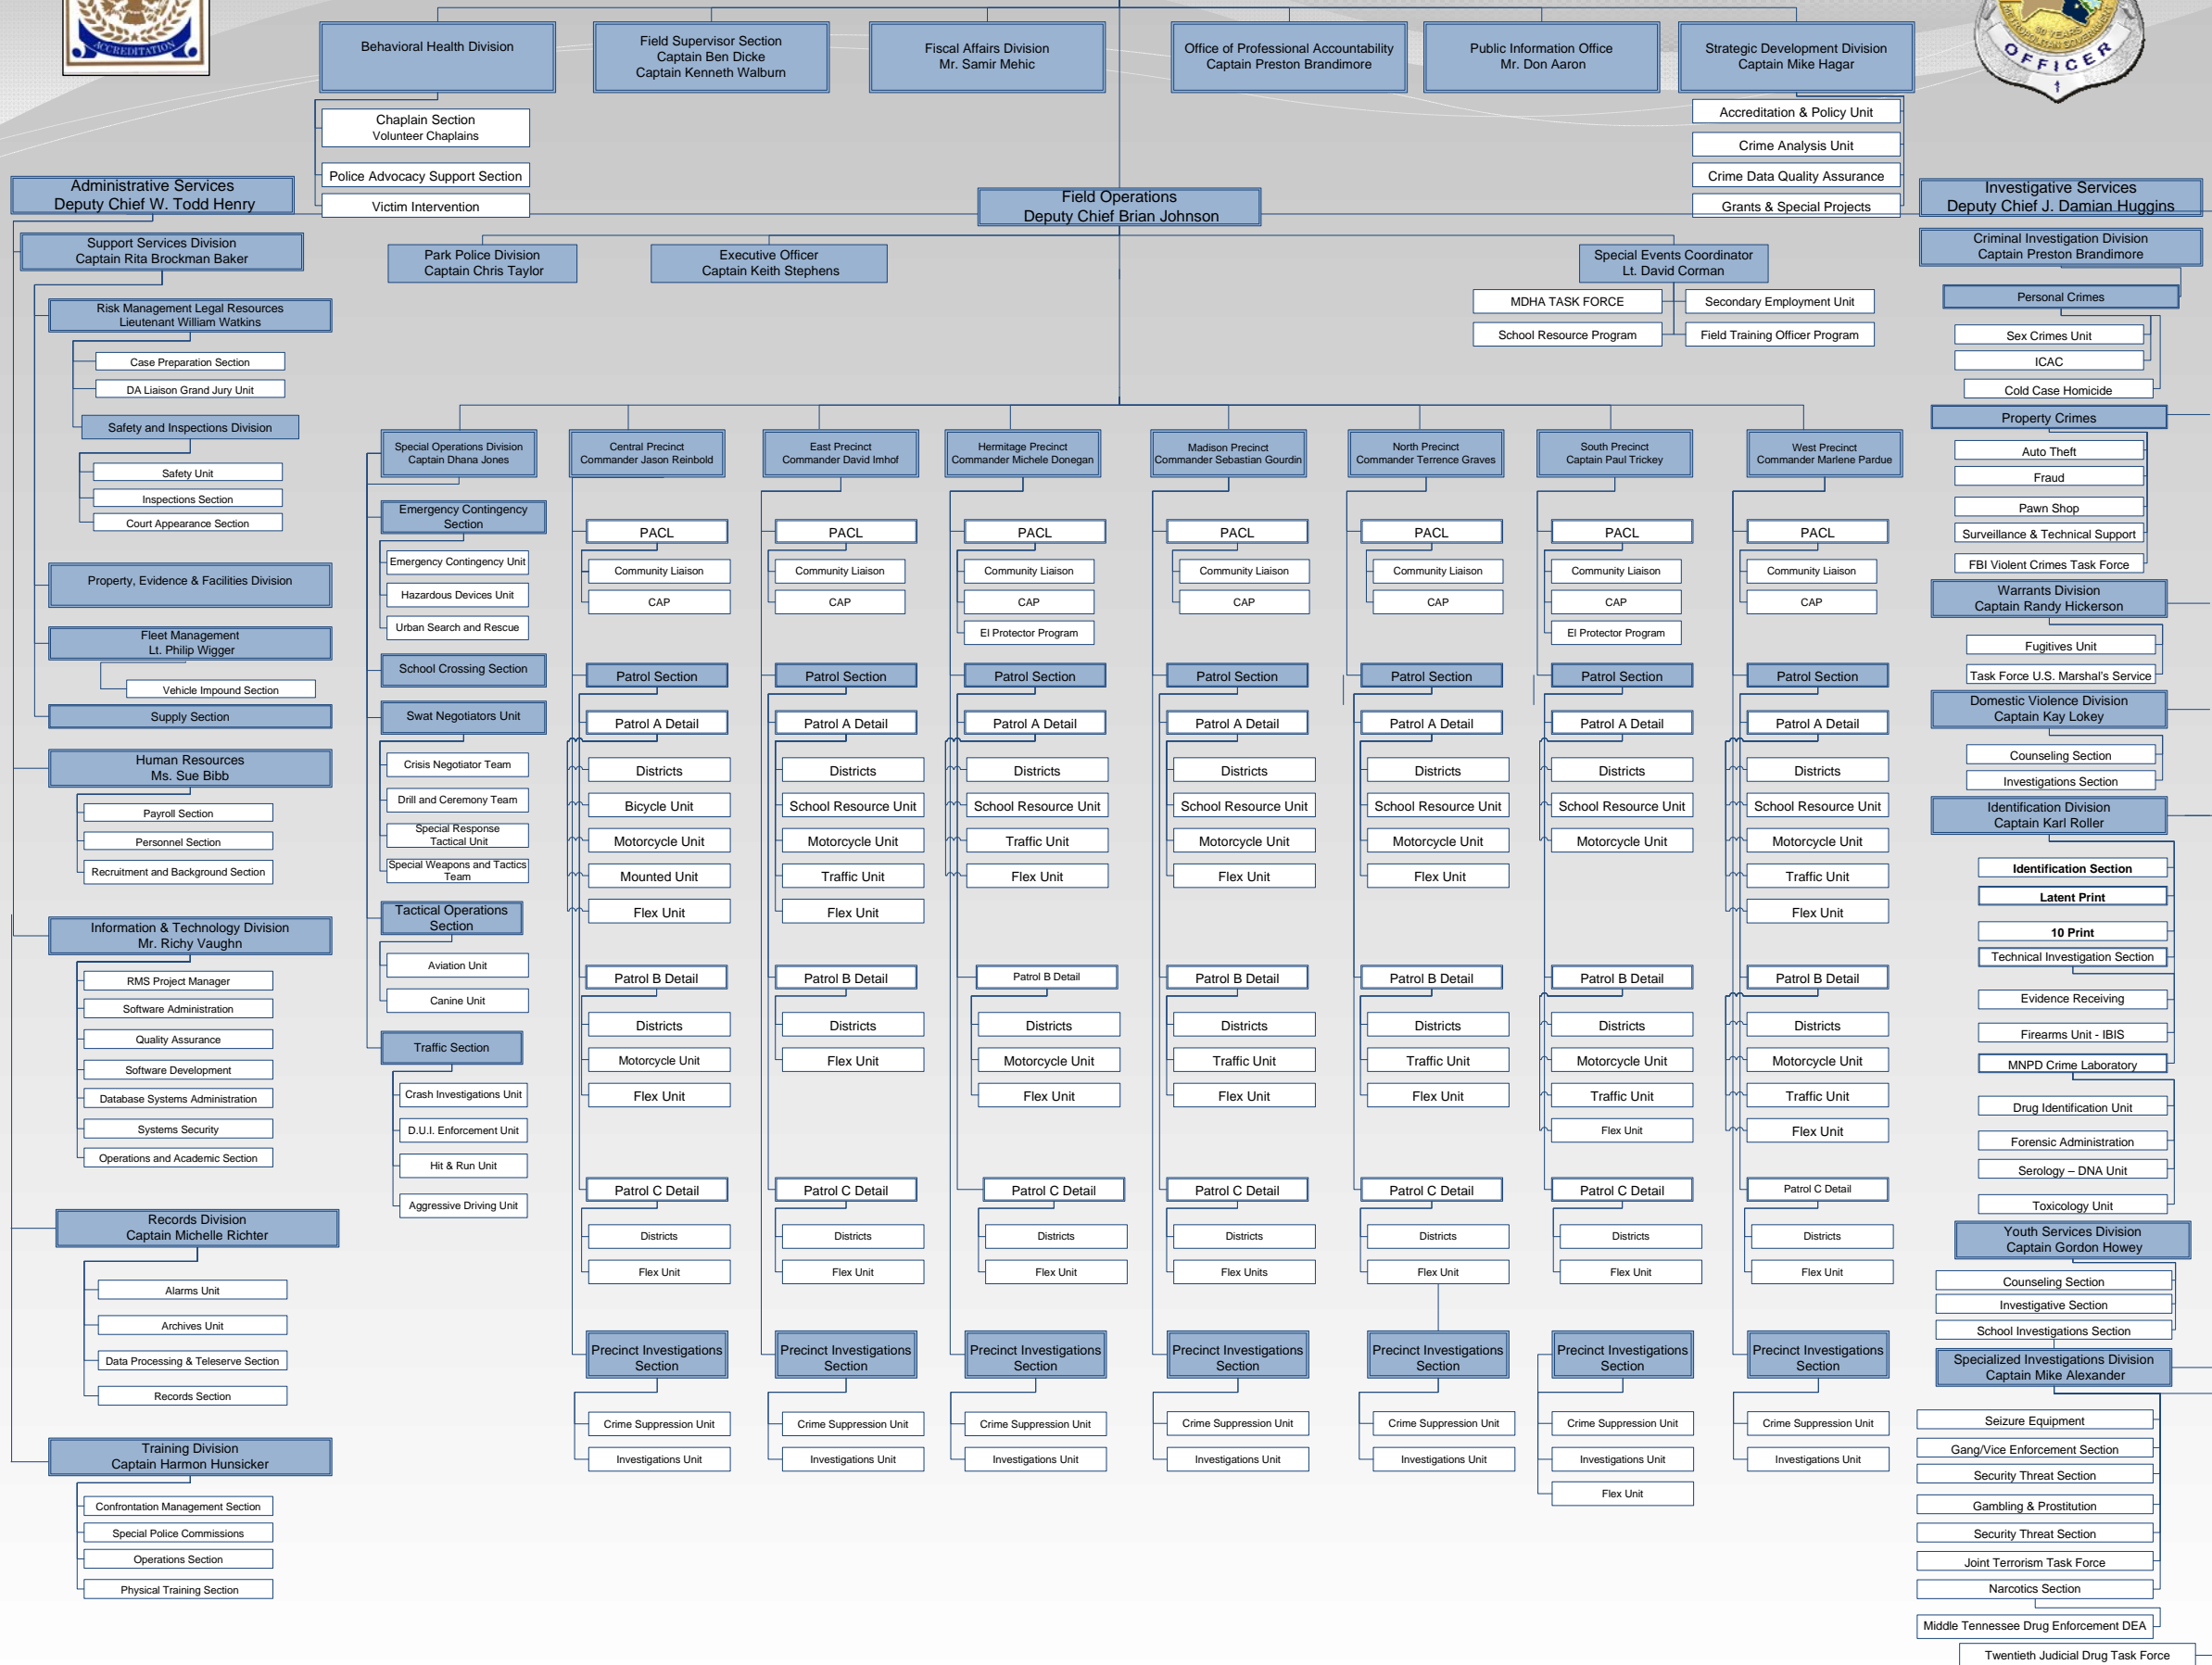 ACCREDITATION
60 YEARS
METROPOLITAN GOVERNMENT
OFFICER
Behavioral Health Division
Field Supervisor Section
Captain Ben Dicke
Captain Kenneth Walburn
Fiscal Affairs Division
Mr. Samir Mehic
Office of Professional Accountability
Captain Preston Brandimore
Public Information Office
Mr. Don Aaron
Strategic Development Division
Captain Mike Hagar
Chaplain Section
Volunteer Chaplains
Police Advocacy Support Section
Victim Intervention
Accreditation & Policy Unit
Crime Analysis Unit
Crime Data Quality Assurance
Grants & Special Projects
Administrative Services
Deputy Chief W. Todd Henry
Support Services Division
Captain Rita Brockman Baker
Risk Management Legal Resources
Lieutenant William Watkins
Case Preparation Section
DA Liaison Grand Jury Unit
Safety and Inspections Division
Safety Unit
Inspections Section
Court Appearance Section
Property, Evidence & Facilities Division
Fleet Management
Lt. Philip Wigger
Vehicle Impound Section
Supply Section
Human Resources
Ms. Sue Bibb
Payroll Section
Personnel Section
Recruitment and Background Section
Information & Technology Division
Mr. Richy Vaughn
RMS Project Manager
Software Administration
Quality Assurance
Software Development
Database Systems Administration
Systems Security
Operations and Academic Section
Records Division
Captain Michelle Richter
Alarms Unit
Archives Unit
Data Processing & Teleserve Section
Records Section
Training Division
Captain Harmon Hunsicker
Confrontation Management Section
Special Police Commissions
Operations Section
Physical Training Section
Field Operations
Deputy Chief Brian Johnson
Park Police Division
Captain Chris Taylor
Executive Officer
Captain Keith Stephens
Special Events Coordinator
Lt. David Corman
MDHA TASK FORCE
Secondary Employment Unit
School Resource Program
Field Training Officer Program
Special Operations Division
Captain Dhana Jones
Emergency Contingency
Section
Emergency Contingency Unit
Hazardous Devices Unit
Urban Search and Rescue
School Crossing Section
Swat Negotiators Unit
Crisis Negotiator Team
Drill and Ceremony Team
Special Response
Tactical Unit
Special Weapons and Tactics
Team
Tactical Operations
Section
Aviation Unit
Canine Unit
Traffic Section
Crash Investigations Unit
D.U.I. Enforcement Unit
Hit & Run Unit
Aggressive Driving Unit
Central Precinct
Commander Jason Reinbold
PACL
Community Liaison
CAP
Patrol Section
Patrol A Detail
Districts
Bicycle Unit
Motorcycle Unit
Mounted Unit
Flex Unit
Patrol B Detail
Districts
Motorcycle Unit
Flex Unit
Patrol C Detail
Districts
Flex Unit
Precinct Investigations
Section
Crime Suppression Unit
Investigations Unit
East Precinct
Commander David Imhof
PACL
Community Liaison
CAP
Patrol Section
Patrol A Detail
Districts
School Resource Unit
Motorcycle Unit
Traffic Unit
Flex Unit
Patrol B Detail
Districts
Flex Unit
Patrol C Detail
Districts
Flex Unit
Precinct Investigations
Section
Crime Suppression Unit
Investigations Unit
Hermitage Precinct
Commander Michele Donegan
PACL
Community Liaison
CAP
El Protector Program
Patrol Section
Patrol A Detail
Districts
School Resource Unit
Traffic Unit
Flex Unit
Patrol B Detail
Districts
Motorcycle Unit
Flex Unit
Patrol C Detail
Districts
Flex Unit
Precinct Investigations
Section
Crime Suppression Unit
Investigations Unit
Madison Precinct
Commander Sebastian Gourdin
PACL
Community Liaison
CAP
Patrol Section
Patrol A Detail
Districts
School Resource Unit
Motorcycle Unit
Flex Unit
Patrol B Detail
Districts
Traffic Unit
Flex Unit
Patrol C Detail
Districts
Flex Units
Precinct Investigations
Section
Crime Suppression Unit
Investigations Unit
North Precinct
Commander Terrence Graves
PACL
Community Liaison
CAP
Patrol Section
Patrol A Detail
Districts
School Resource Unit
Motorcycle Unit
Flex Unit
Patrol B Detail
Districts
Traffic Unit
Flex Unit
Patrol C Detail
Districts
Flex Unit
Precinct Investigations
Section
Crime Suppression Unit
Investigations Unit
South Precinct
Captain Paul Trickey
PACL
Community Liaison
CAP
El Protector Program
Patrol Section
Patrol A Detail
Districts
School Resource Unit
Motorcycle Unit
Patrol B Detail
Districts
Motorcycle Unit
Traffic Unit
Flex Unit
Patrol C Detail
Districts
Flex Unit
Precinct Investigations
Section
Crime Suppression Unit
Investigations Unit
Flex Unit
West Precinct
Commander Marlene Pardue
PACL
Community Liaison
CAP
Patrol Section
Patrol A Detail
Districts
School Resource Unit
Motorcycle Unit
Traffic Unit
Flex Unit
Patrol B Detail
Districts
Motorcycle Unit
Traffic Unit
Flex Unit
Patrol C Detail
Districts
Flex Unit
Precinct Investigations
Section
Crime Suppression Unit
Investigations Unit
Investigative Services
Deputy Chief J. Damian Huggins
Criminal Investigation Division
Captain Preston Brandimore
Personal Crimes
Sex Crimes Unit
ICAC
Cold Case Homicide
Property Crimes
Auto Theft
Fraud
Pawn Shop
Surveillance & Technical Support
FBI Violent Crimes Task Force
Warrants Division
Captain Randy Hickerson
Fugitives Unit
Task Force U.S. Marshal's Service
Domestic Violence Division
Captain Kay Lokey
Counseling Section
Investigations Section
Identification Division
Captain Karl Roller
Identification Section
Latent Print
10 Print
Technical Investigation Section
Evidence Receiving
Firearms Unit - IBIS
MNPD Crime Laboratory
Drug Identification Unit
Forensic Administration
Serology – DNA Unit
Toxicology Unit
Youth Services Division
Captain Gordon Howey
Counseling Section
Investigative Section
School Investigations Section
Specialized Investigations Division
Captain Mike Alexander
Seizure Equipment
Gang/Vice Enforcement Section
Security Threat Section
Gambling & Prostitution
Security Threat Section
Joint Terrorism Task Force
Narcotics Section
Middle Tennessee Drug Enforcement DEA
Twentieth Judicial Drug Task Force